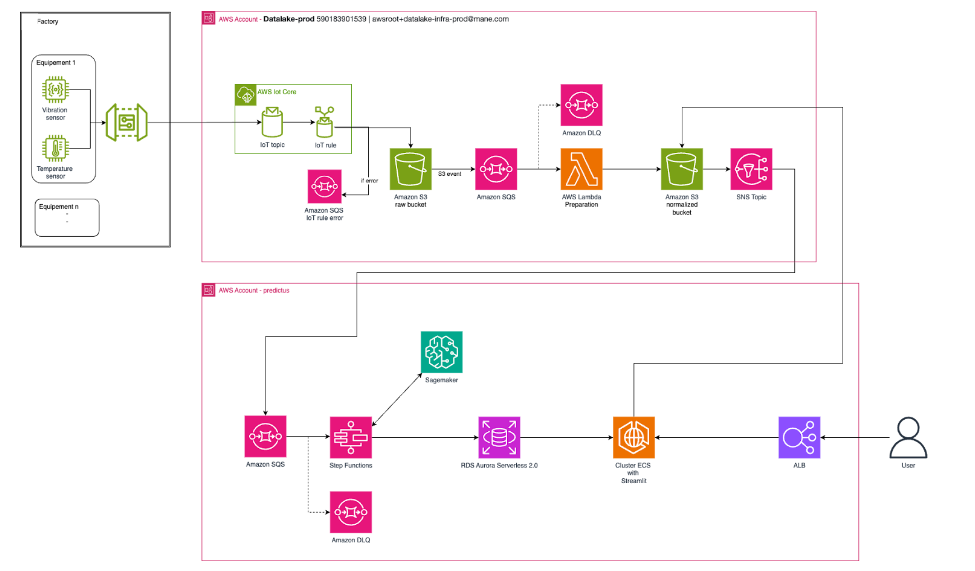 Factory
Equipement 1
Vibration
sensor
Temperature
sensor
Equipement n
AWS Account - Datalake-prod 590183901539 | awsroot+datalake-infra-prod@mane.com
AWS Iot Core
IoT topic
IoT rule
if error
Amazon SQS
IoT rule error
Amazon S3
raw bucket
S3 event
Amazon SQS
Amazon DLQ
AWS Lambda
Preparation
Amazon S3
normalized
bucket
SNS Topic
AWS Account - predictus
Sagemaker
Amazon SQS
Step Functions
Amazon DLQ
RDS Aurora Serverless 2.0
Cluster ECS
with
Streamlit
ALB
User